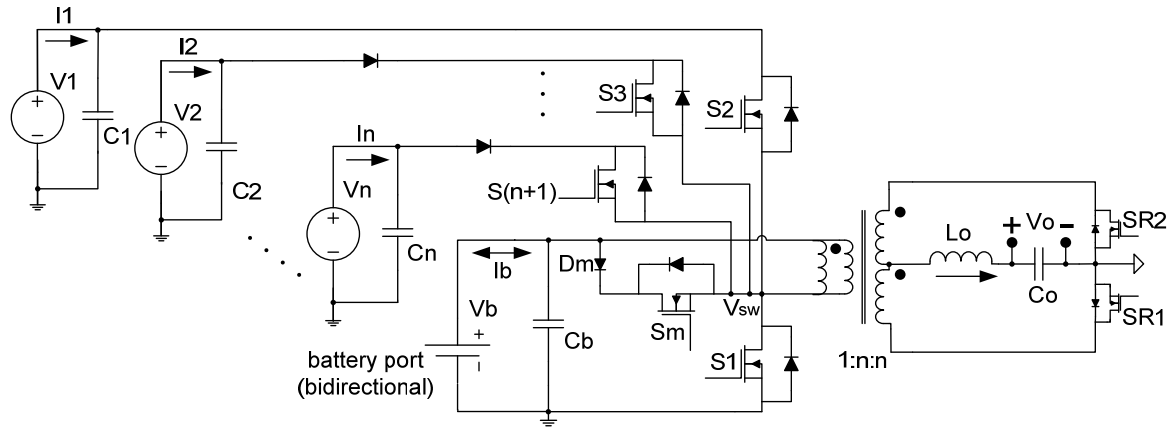 I1
V1
C1
I2
V2
C2
In
Vn
Cn
S3
S2
S(n+1)
Ib
Vb
Cb
Dm
Sm
Vsw
S1
battery port
(bidirectional)
1:n:n
Lo
+ Vo -
Co
SR2
SR1